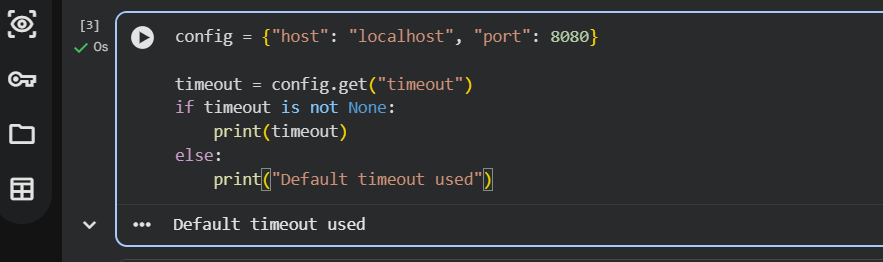 [3]
0s
config = {"host": "localhost", "port": 8080}
timeout = config.get("timeout")
if timeout is not None:
    print(timeout)
else:
    print("Default timeout used")
Default timeout used